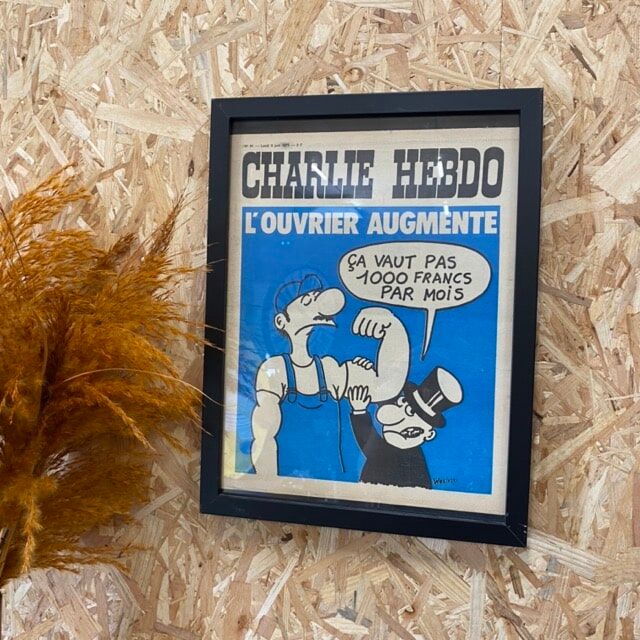 CHARLIE HEBDO
L'OUVRIER AUGMENTE
ÇA VAUT PAS
1000 FRANCS
PAR MOIS